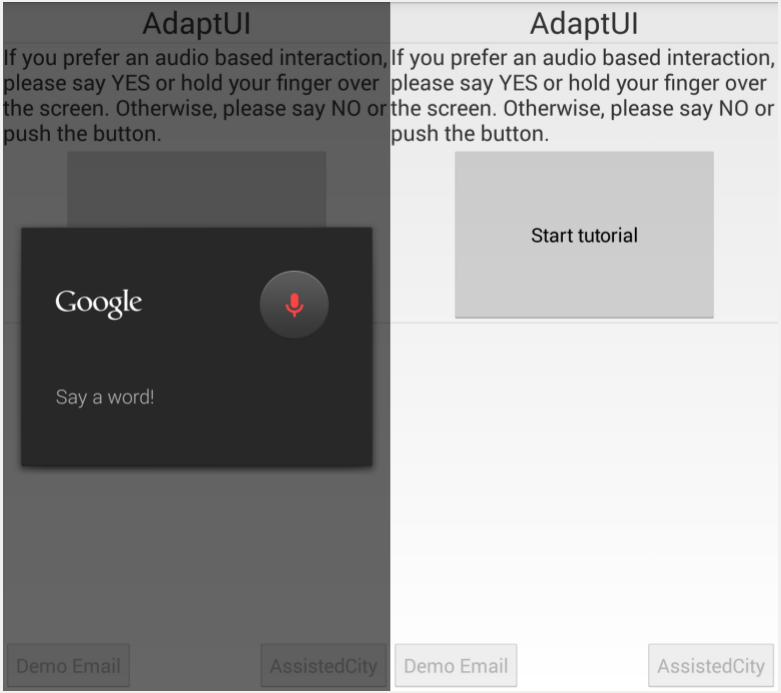 AdaptUI
If you prefer an audio based interaction,
please say YES or hold your finger over
the screen. Otherwise, please say NO or
push the button.
Google
Say a word!
Demo Email
AssistedCity
AdaptUI
If you prefer an audio based interaction,
please say YES or hold your finger over
the screen. Otherwise, please say NO or
push the button.
Start tutorial
Demo Email
AssistedCity